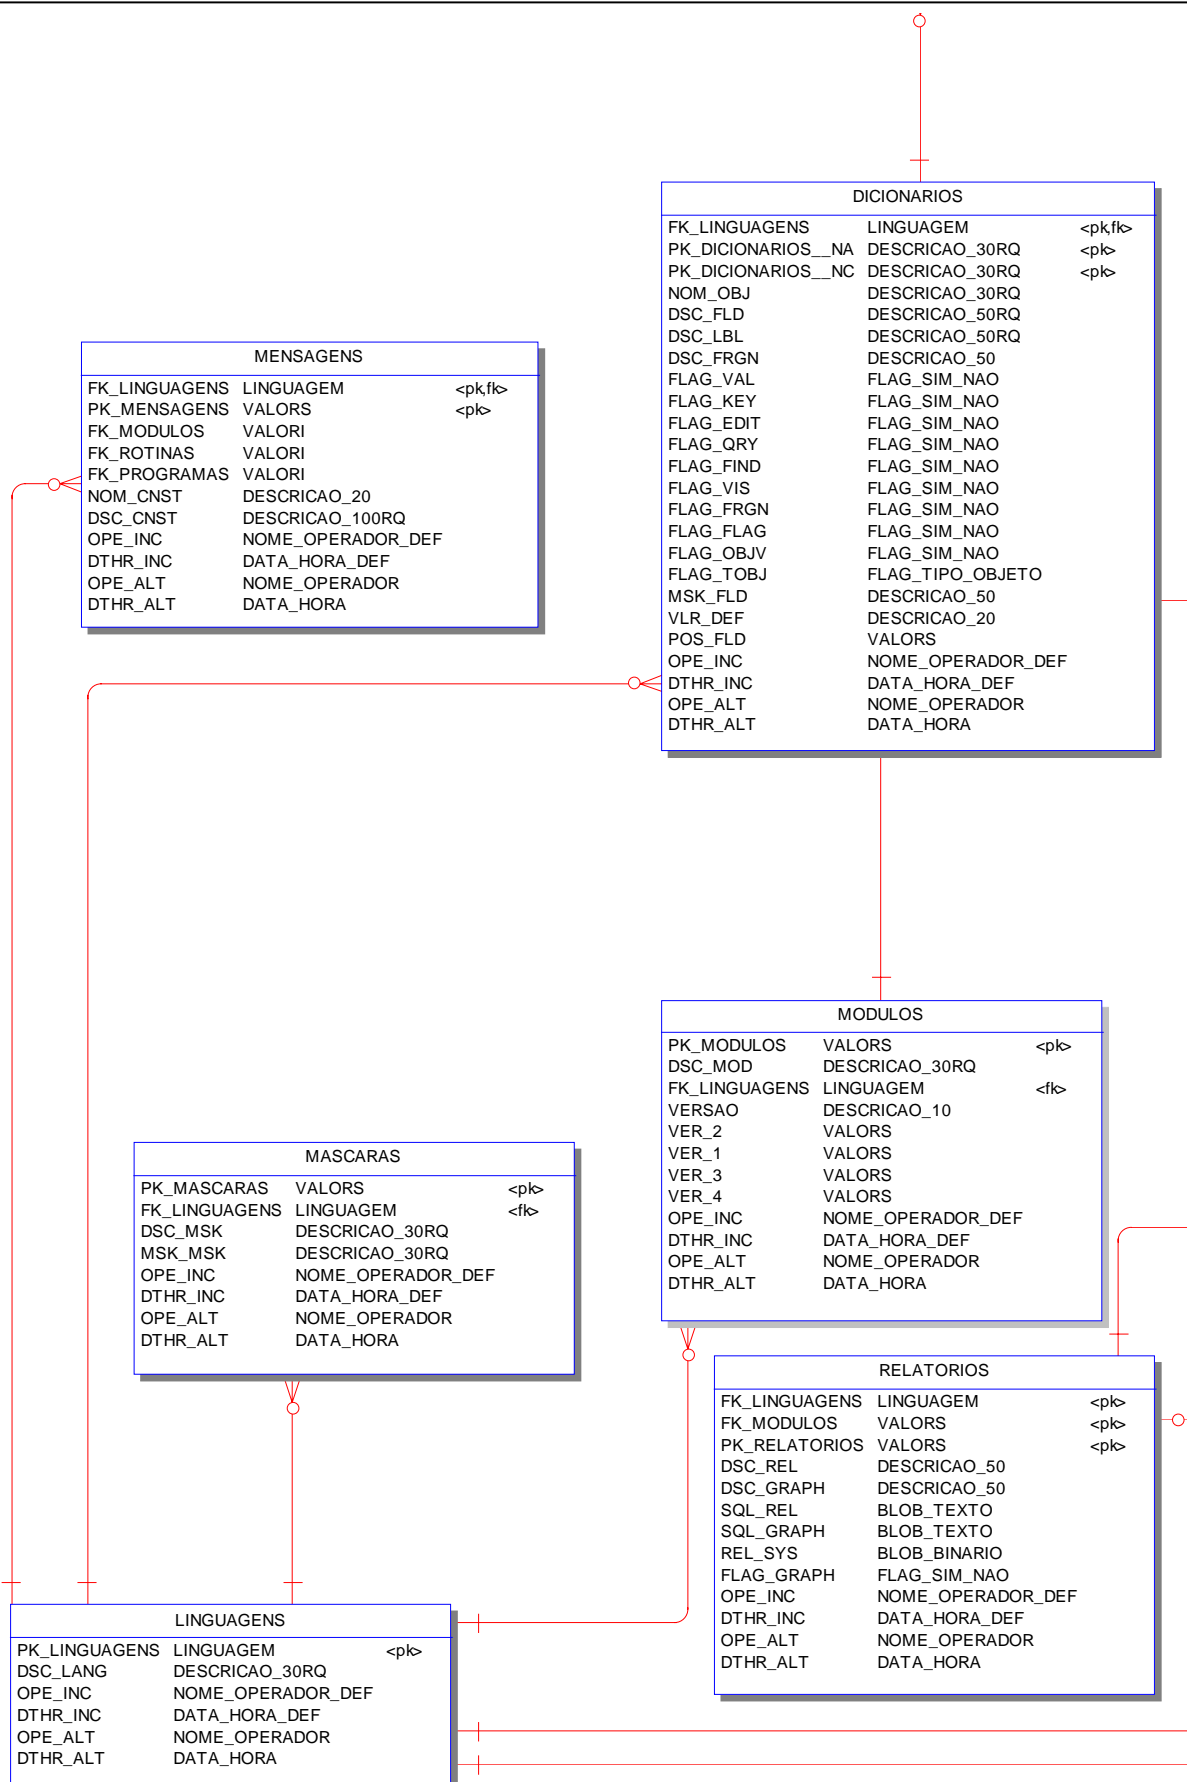 DICIONARIOS
FK_LINGUAGENS LINGUAGEM <pk,fk>
PK_DICIONARIOS__NA DESCRICAO_30RQ <pk>
PK_DICIONARIOS__NC DESCRICAO_30RQ <pk>
NOM_OBJ DESCRICAO_30RQ
DSC_FLD DESCRICAO_50RQ
DSC_LBL DESCRICAO_50RQ
DSC_FRGN DESCRICAO_50
FLAG_VAL FLAG_SIM_NAO
FLAG_KEY FLAG_SIM_NAO
FLAG_EDIT FLAG_SIM_NAO
FLAG_QRY FLAG_SIM_NAO
FLAG_FIND FLAG_SIM_NAO
FLAG_VIS FLAG_SIM_NAO
FLAG_FRGN FLAG_SIM_NAO
FLAG_FLAG FLAG_SIM_NAO
FLAG_OBJV FLAG_SIM_NAO
FLAG_TOBJ FLAG_TIPO_OBJETO
MSK_FLD DESCRICAO_50
VLR_DEF DESCRICAO_20
POS_FLD VALORS
OPE_INC NOME_OPERADOR_DEF
DTHR_INC DATA_HORA_DEF
OPE_ALT NOME_OPERADOR
DTHR_ALT DATA_HORA
MENSAGENS
FK_LINGUAGENS LINGUAGEM <pk,fk>
PK_MENSAGENS VALORS <pk>
FK_MODULOS VALORI
FK_ROTINAS VALORI
FK_PROGRAMAS VALORI
NOM_CNST DESCRICAO_20
DSC_CNST DESCRICAO_100RQ
OPE_INC NOME_OPERADOR_DEF
DTHR_INC DATA_HORA_DEF
OPE_ALT NOME_OPERADOR
DTHR_ALT DATA_HORA
MODULOS
PK_MODULOS VALORS <pk>
DSC_MOD DESCRICAO_30RQ
FK_LINGUAGENS LINGUAGEM <fk>
VERSAO DESCRICAO_10
VER_2 VALORS
VER_1 VALORS
VER_3 VALORS
VER_4 VALORS
OPE_INC NOME_OPERADOR_DEF
DTHR_INC DATA_HORA_DEF
OPE_ALT NOME_OPERADOR
DTHR_ALT DATA_HORA
MASCARAS
PK_MASCARAS VALORS <pk>
FK_LINGUAGENS LINGUAGEM <fk>
DSC_MSK DESCRICAO_30RQ
MSK_MSK DESCRICAO_30RQ
OPE_INC NOME_OPERADOR_DEF
DTHR_INC DATA_HORA_DEF
OPE_ALT NOME_OPERADOR
DTHR_ALT DATA_HORA
RELATORIOS
FK_LINGUAGENS LINGUAGEM <pk>
FK_MODULOS VALORS <pk>
PK_RELATORIOS VALORS <pk>
DSC_REL DESCRICAO_50
DSC_GRAPH DESCRICAO_50
SQL_REL BLOB_TEXTO
SQL_GRAPH BLOB_TEXTO
REL_SYS BLOB_BINARIO
FLAG_GRAPH FLAG_SIM_NAO
OPE_INC NOME_OPERADOR_DEF
DTHR_INC DATA_HORA_DEF
OPE_ALT NOME_OPERADOR
DTHR_ALT DATA_HORA
LINGUAGENS
PK_LINGUAGENS LINGUAGEM <pk>
DSC_LANG DESCRICAO_30RQ
OPE_INC NOME_OPERADOR_DEF
DTHR_INC DATA_HORA_DEF
OPE_ALT NOME_OPERADOR
DTHR_ALT DATA_HORA